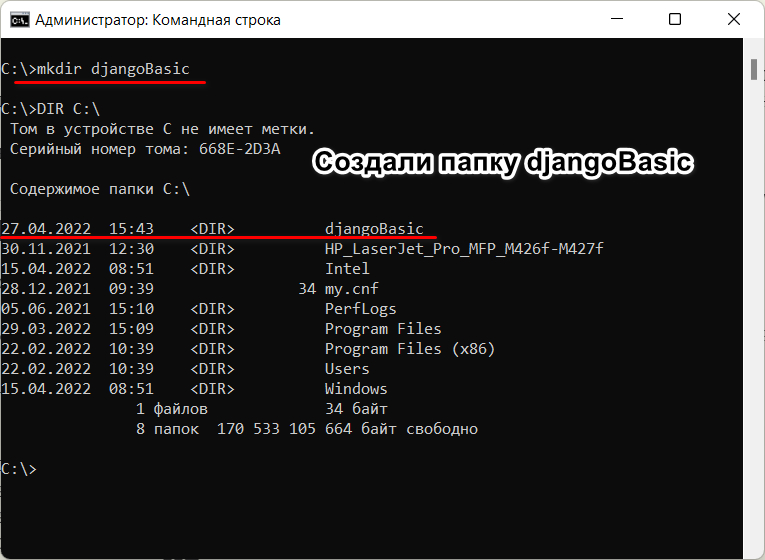 Администратор: Командная строка
C:\>mkdir djangoBasic
C:\>DIR C:\
Том в устройстве C не имеет метки.
Серийный номер тома: 668E-2D3A
Создали папку djangoBasic
Содержимое папки C:\
27.04.2022  15:43    <DIR>          djangoBasic
30.11.2021  12:30    <DIR>          HP_LaserJet_Pro_MFP_M426f-M427f
15.04.2022  08:51    <DIR>          Intel
28.12.2021  09:39                34 my.cnf
05.06.2021  15:10    <DIR>          PerfLogs
29.03.2022  15:09    <DIR>          Program Files
22.02.2022  10:39    <DIR>          Program Files (x86)
22.02.2022  10:39    <DIR>          Users
15.04.2022  08:51    <DIR>          Windows
1 файлов             34 байт
8 папок  170 533 105 664 байт свободно
C:\>